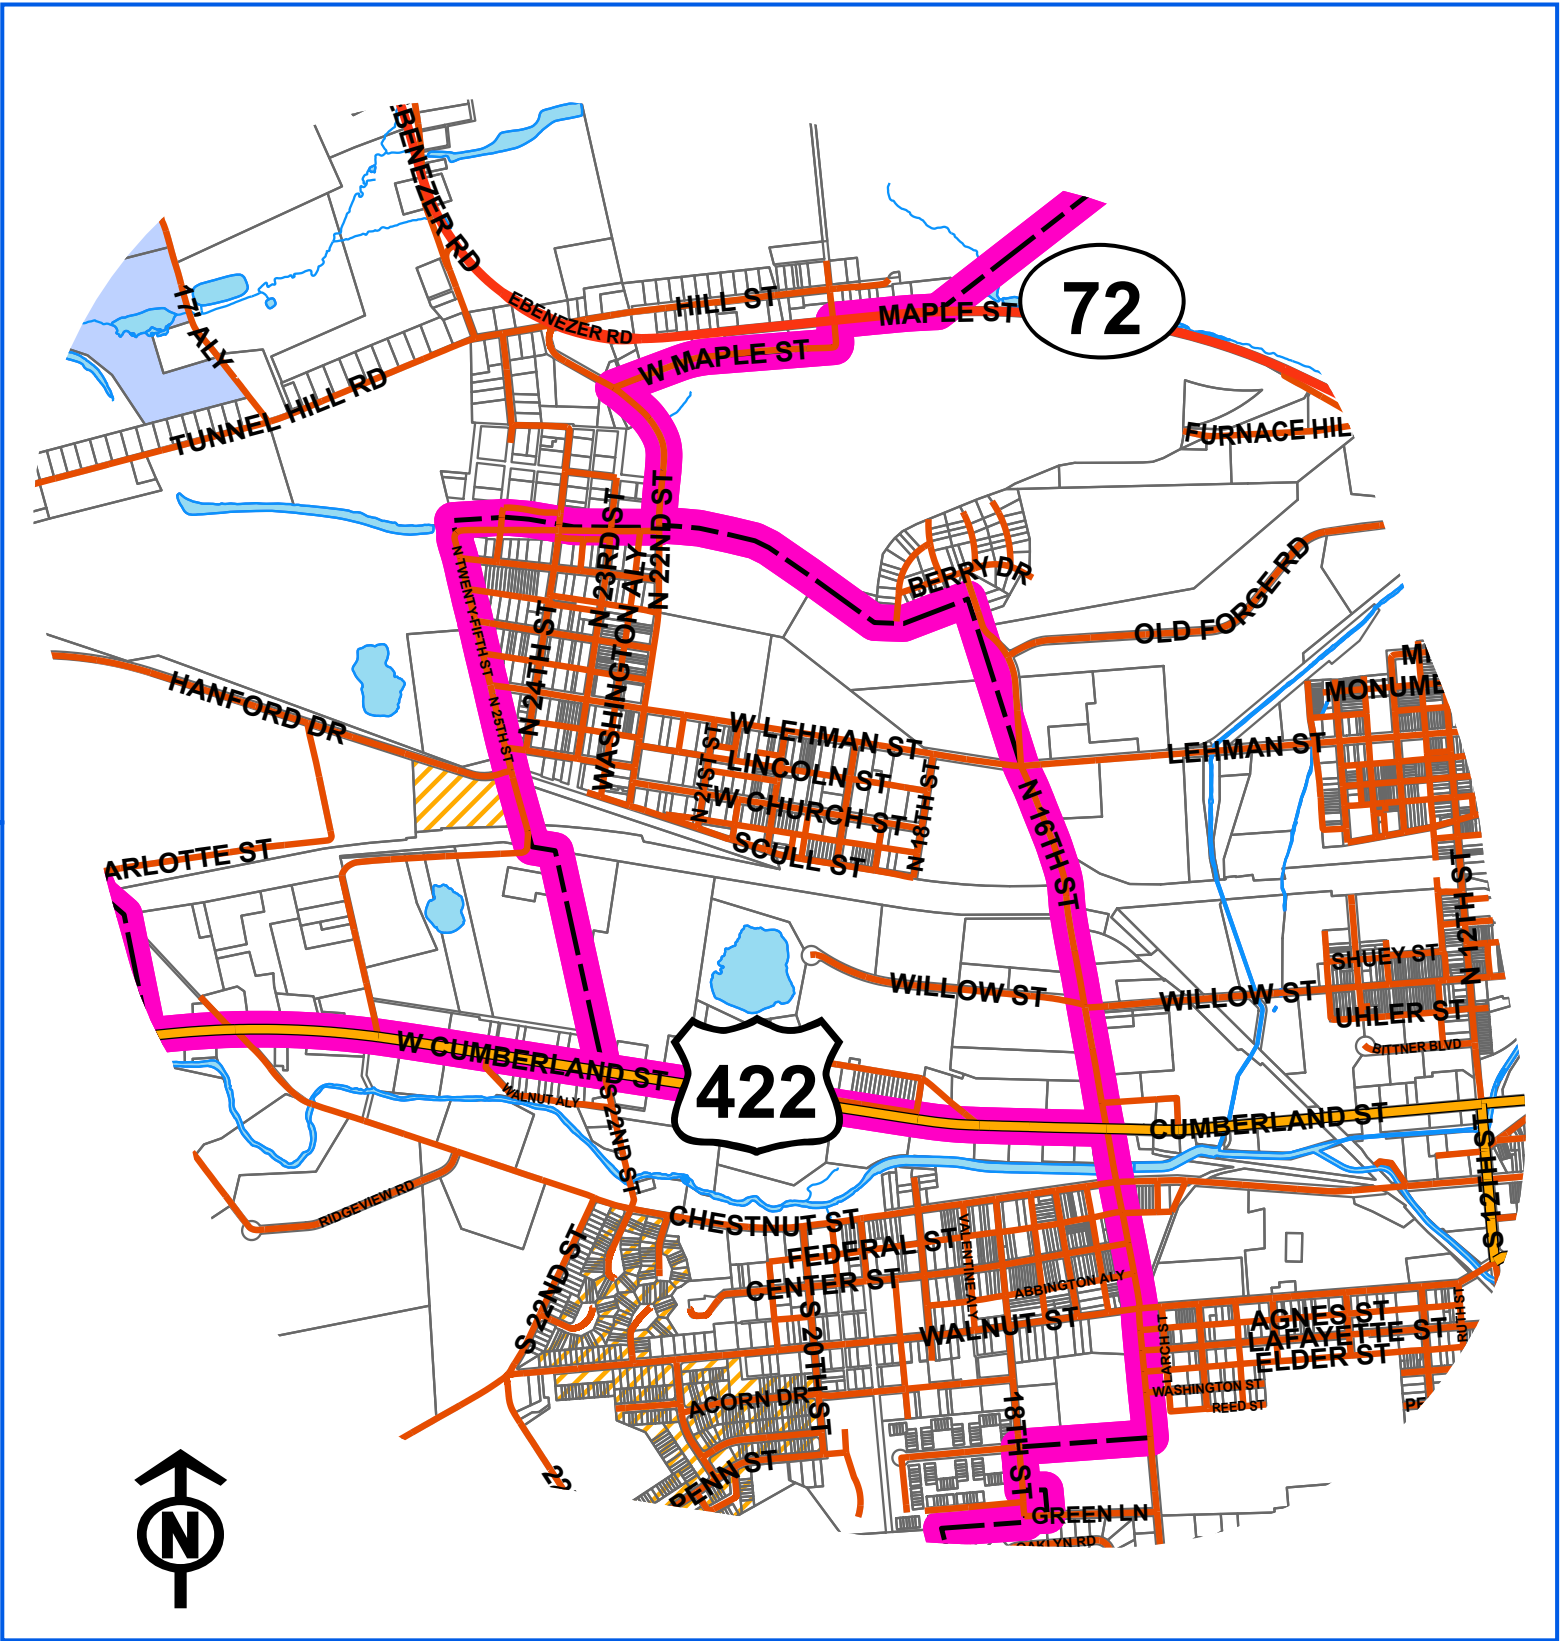 BENEZER RD
17' ALY
EBENEZER RD
HILL ST
MAPLE ST
72
W MAPLE ST
TUNNEL HILL RD
FURNACE HIL
N 23RD ST
N 22ND ST
WASHINGTON ALY
N TWENTY-FIFTH ST
N 24TH ST
N 25TH ST
BERRY DR
OLD FORGE RD
HANFORD DR
MONUME
W LEHMAN ST
LEHMAN ST
LINCOLN ST
N 21ST ST
W CHURCH ST
N 18TH ST
SCULL ST
N 16TH ST
ARLOTTE ST
N 12TH ST
SHUEY ST
WILLOW ST
WILLOW ST
UHLER ST
BITTNER BLVD
W CUMBERLAND ST
422
WALNUT ALY
S 22ND ST
CUMBERLAND ST
S 12TH ST
RIDGEVIEW RD
CHESTNUT ST
FEDERAL ST
VALENTINE ALY
CENTER ST
ABBINGTON ALY
S 22ND ST
S 20TH ST
WALNUT ST
LARCH ST
AGNES ST
LAFAYETTE ST
ELDER ST
RUTH ST
WASHINGTON ST
REED ST
ACORN DR
18TH ST
PENN ST
GREEN LN
OAKLYN RD
N